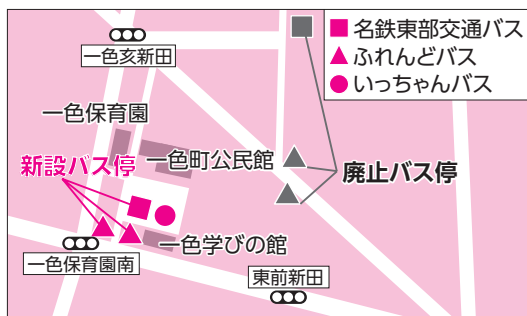 名鉄東部交通バス
ふれんどバス
いっちゃんバス
一色亥新田
一色保育園
一色町公民館
新設バス停
廃止バス停
一色学びの館
一色保育園南
東前新田